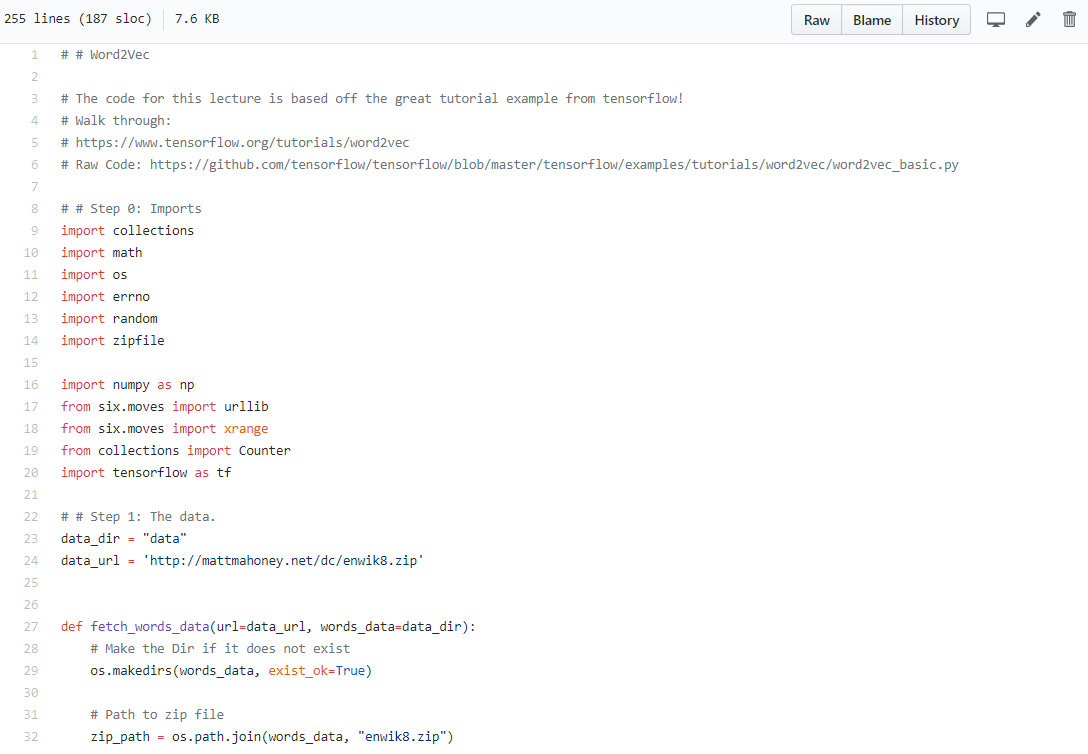 255 lines (187 sloc) 7.6 KB Raw Blame History
1 # # Word2Vec
2
3 # The code for this lecture is based off the great tutorial example from tensorflow!
4 # Walk through:
5 # https://www.tensorflow.org/tutorials/word2vec
6 # Raw Code: https://github.com/tensorflow/tensorflow/blob/master/tensorflow/examples/tutorials/word2vec/word2vec_basic.py
7
8 # # Step 0: Imports
9 import collections
10 import math
11 import os
12 import errno
13 import random
14 import zipfile
15
16 import numpy as np
17 from six.moves import urllib
18 from six.moves import xrange
19 from collections import Counter
20 import tensorflow as tf
21
22 # # Step 1: The data.
23 data_dir = "data"
24 data_url = 'http://mattmahoney.net/dc/enwik8.zip'
25
26
27 def fetch_words_data(url=data_url, words_data=data_dir):
28     # Make the Dir if it does not exist
29     os.makedirs(words_data, exist_ok=True)
30
31     # Path to zip file
32     zip_path = os.path.join(words_data, "enwik8.zip")